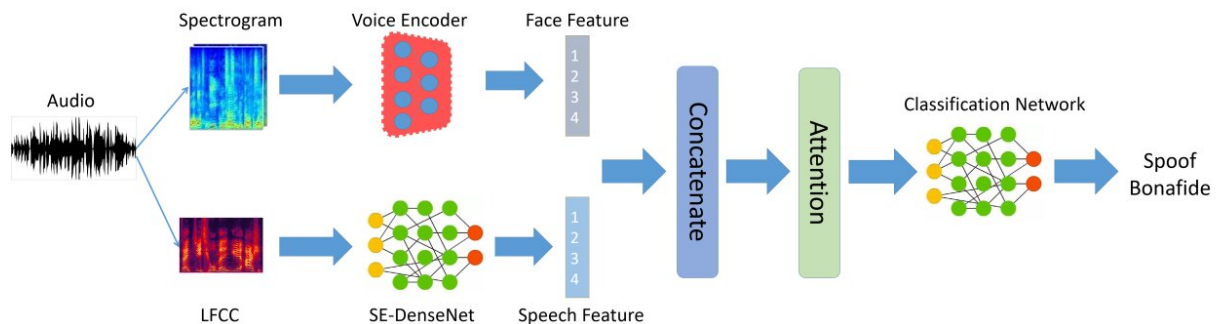 Spectrogram
Voice Encoder
Face Feature
1
2
3
4
Audio
Concatenate
Attention
Classification Network
Spoof
Bonafide
1
2
3
4
LFCC
SE-DenseNet
Speech Feature